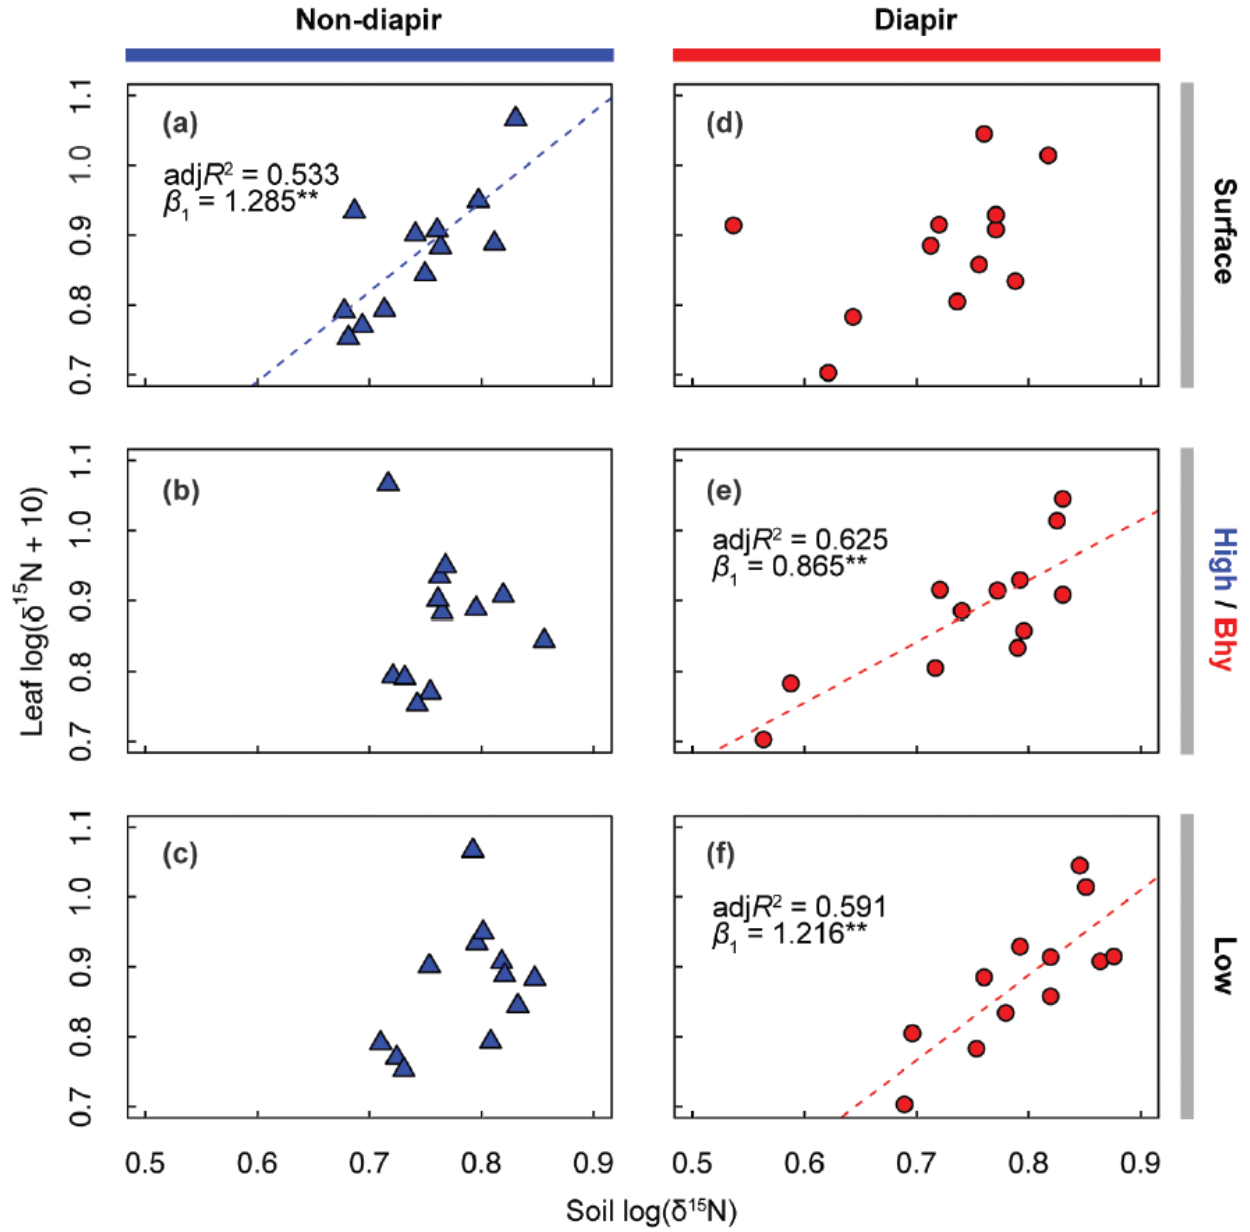 Non-diapir
Diapir
(a)
adjR² = 0.533
β₁ = 1.285**
(d)
Surface
1.1
1.0
0.9
0.8
0.7
0.5
0.6
0.7
0.8
0.9
(b)
(e)
adjR² = 0.625
β₁ = 0.865**
High / Bhy
Leaf log(δ¹⁵N + 10)
1.1
1.0
0.9
0.8
0.7
(c)
(f)
adjR² = 0.591
β₁ = 1.216**
Low
1.1
1.0
0.9
0.8
0.7
0.5
0.6
0.7
0.8
0.9
Soil log(δ¹⁵N)